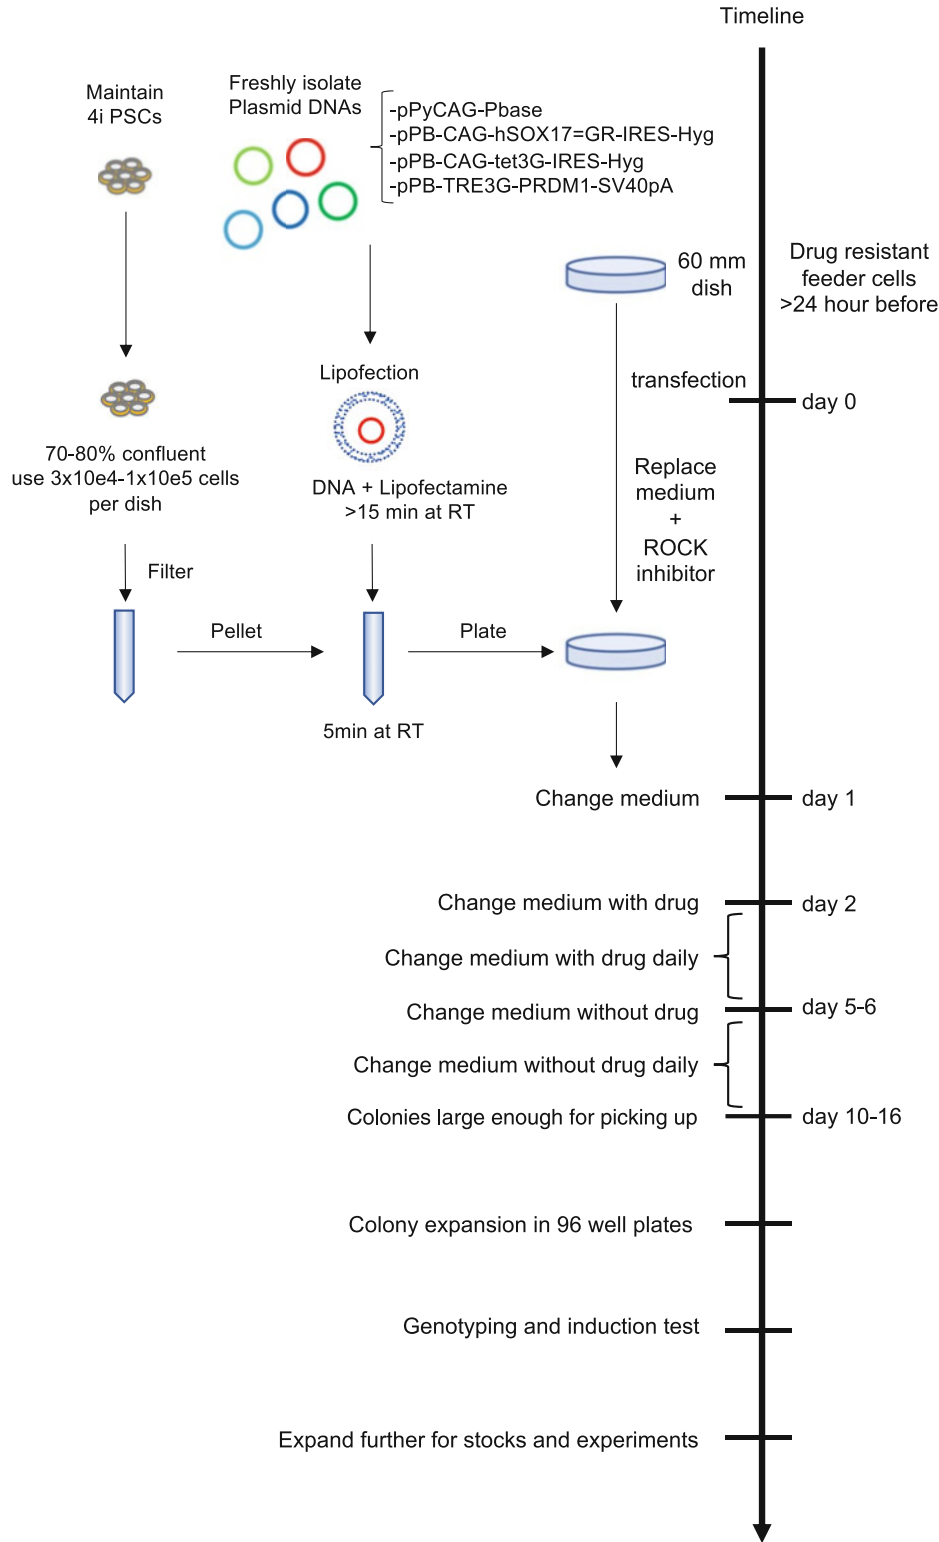 Timeline
Maintain
4i PSCs
Freshly isolate
Plasmid DNAs
-pPyCAG-Pbase
-pPB-CAG-hSOX17=GR-IRES-Hyg
-pPB-CAG-tet3G-IRES-Hyg
-pPB-TRE3G-PRDM1-SV40pA
60 mm
dish
Drug resistant
feeder cells
>24 hour before
transfection
day 0
Lipofection
70-80% confluent
use 3x10e4-1x10e5 cells
per dish
DNA + Lipofectamine
>15 min at RT
Replace
medium
+
ROCK
inhibitor
Filter
Pellet
Plate
5min at RT
Change medium
day 1
Change medium with drug
day 2
Change medium with drug daily
Change medium without drug
day 5-6
Change medium without drug daily
Colonies large enough for picking up
day 10-16
Colony expansion in 96 well plates
Genotyping and induction test
Expand further for stocks and experiments